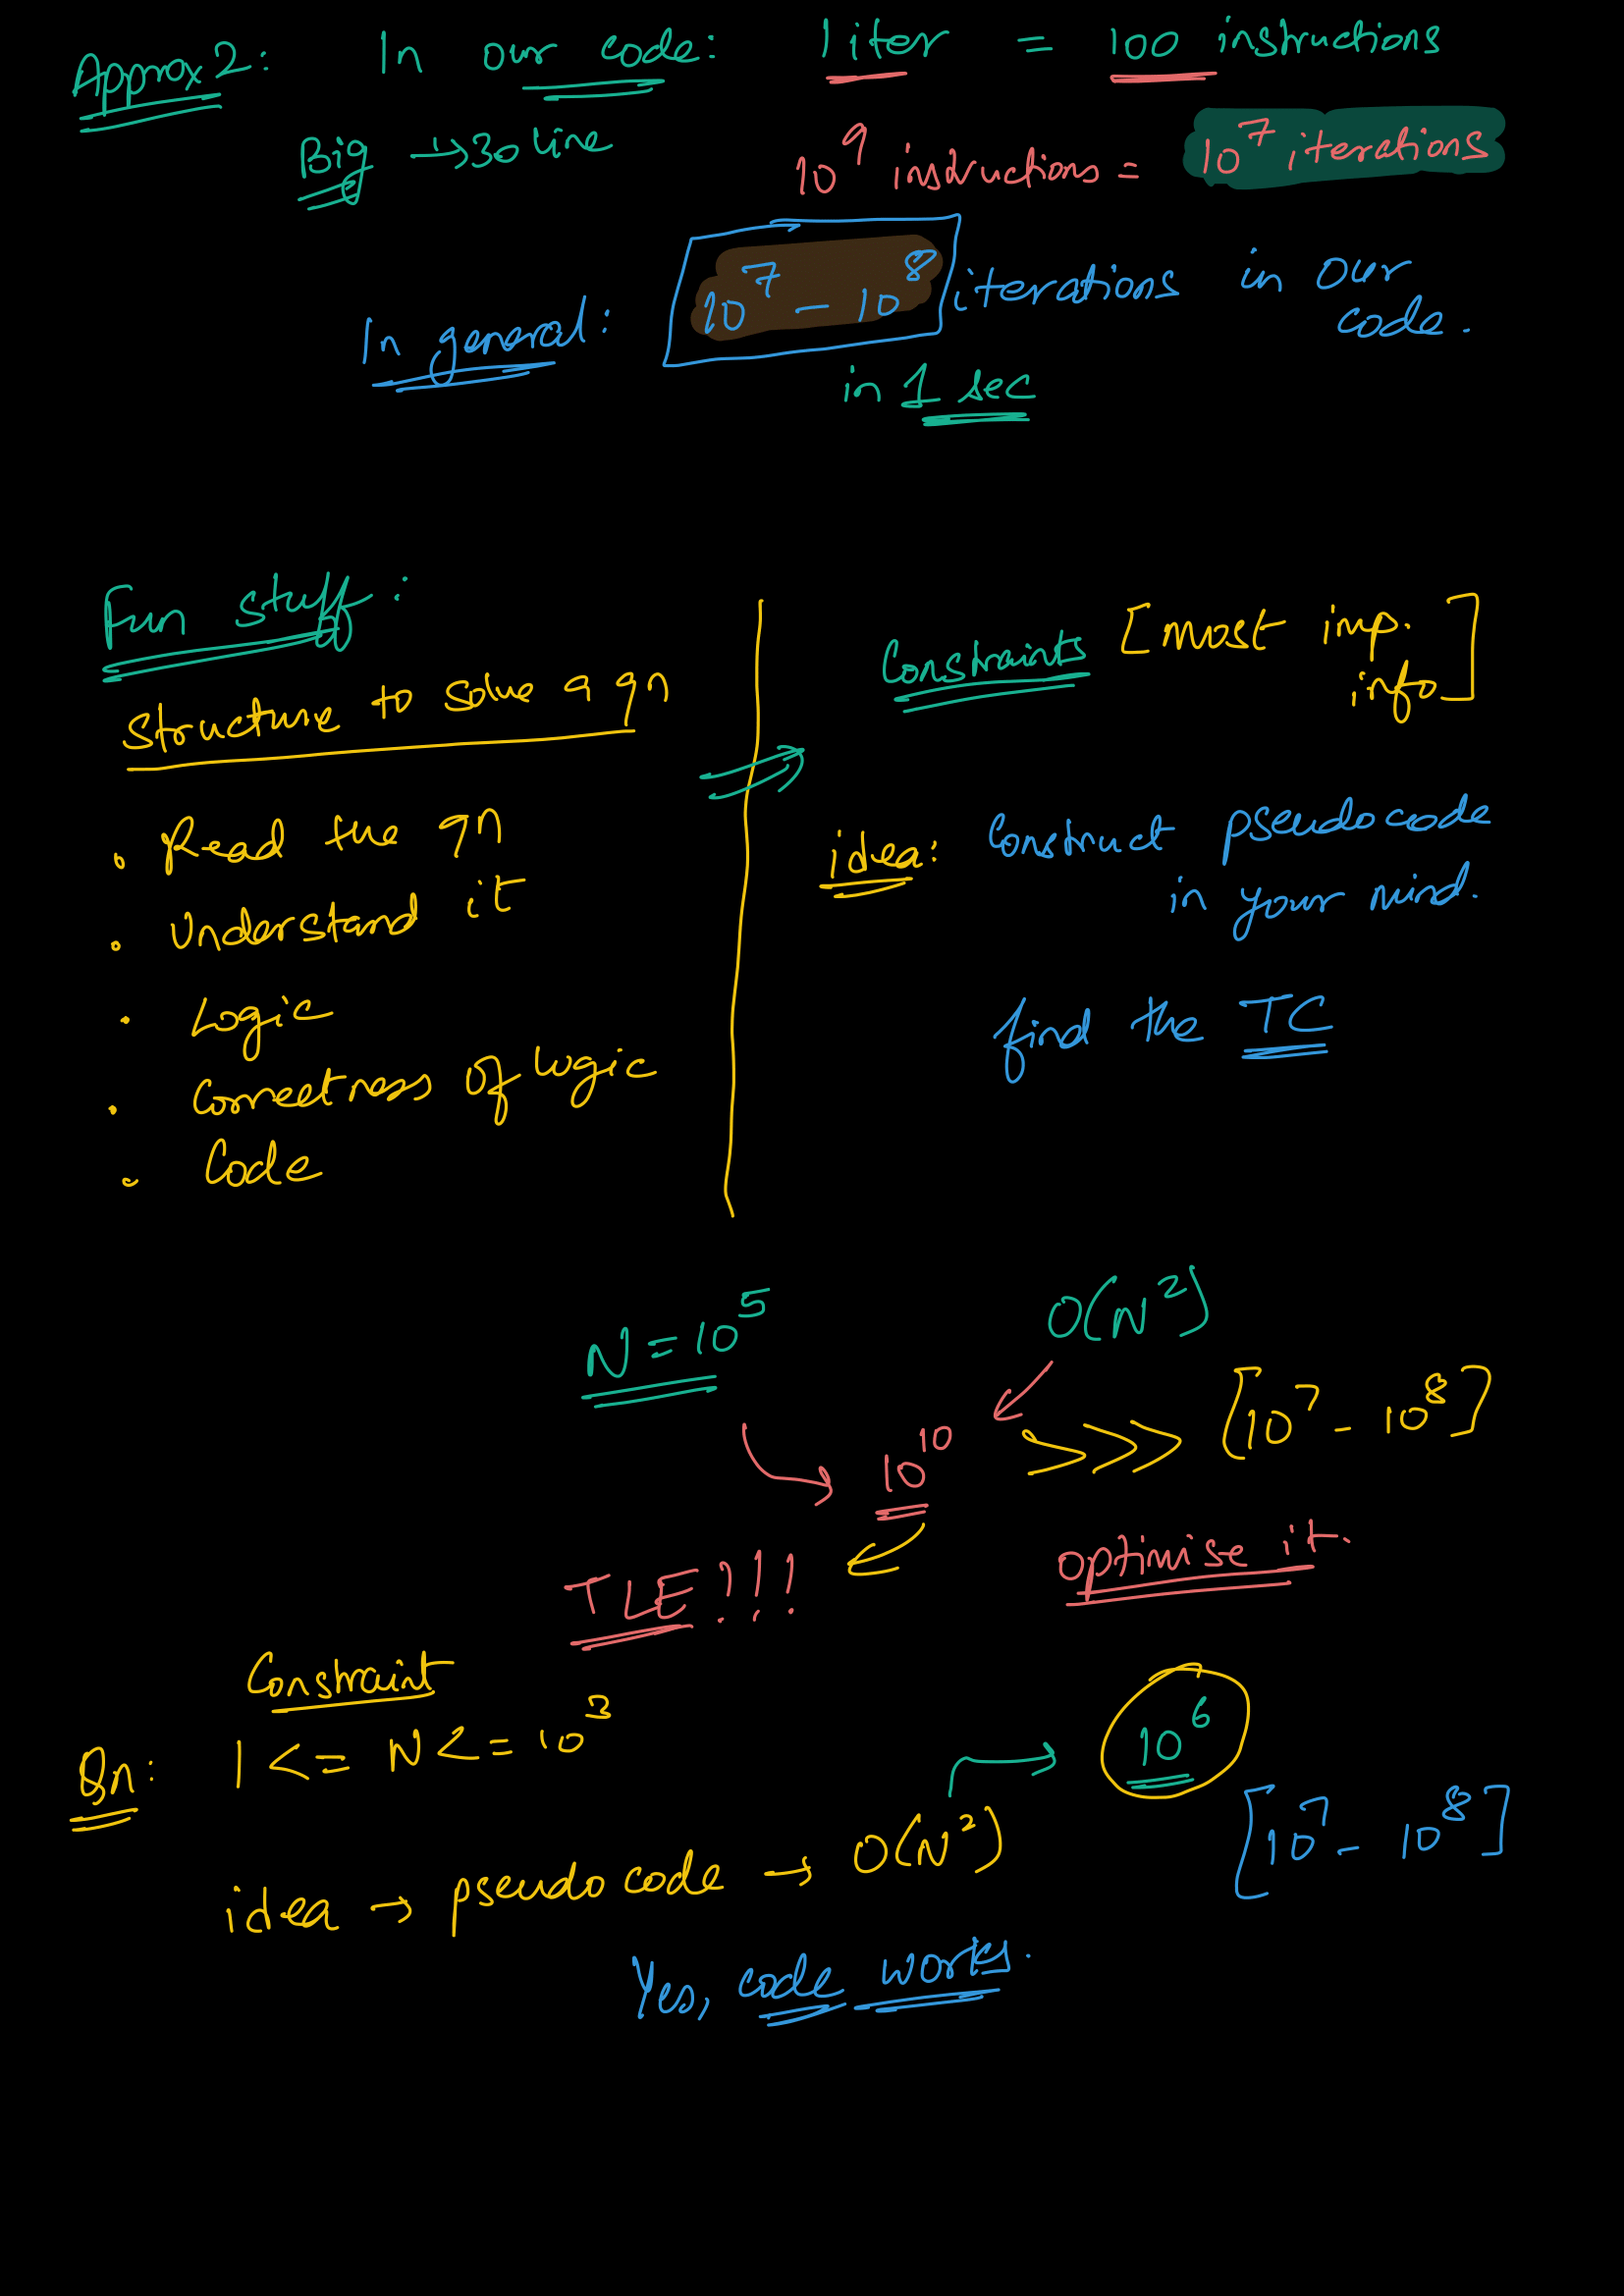 Approx 2: In our code: 1 iter = 100 instructions
Big → 30 line
10^9 instructions = 10^7 iterations
In general: 10^7 - 10^8 iterations in our code.
in 1 sec
Fun stuff:
Structure to solve a qn
. Read the qn
. Understand it
. Logic
. Correctness of logic
. Code
Constraints [most imp. info]
idea: Construct pseudocode
in your mind.
find the TC
N = 10^5 O(N^2)
10^10 >>> [10^7 - 10^8]
TLE!!! optimise it.
Constraint
Qn: 1 <= N <= 10^3
idea → pseudo code → O(N^2) → 10^6 [10^7 - 10^8]
Yes, code works.